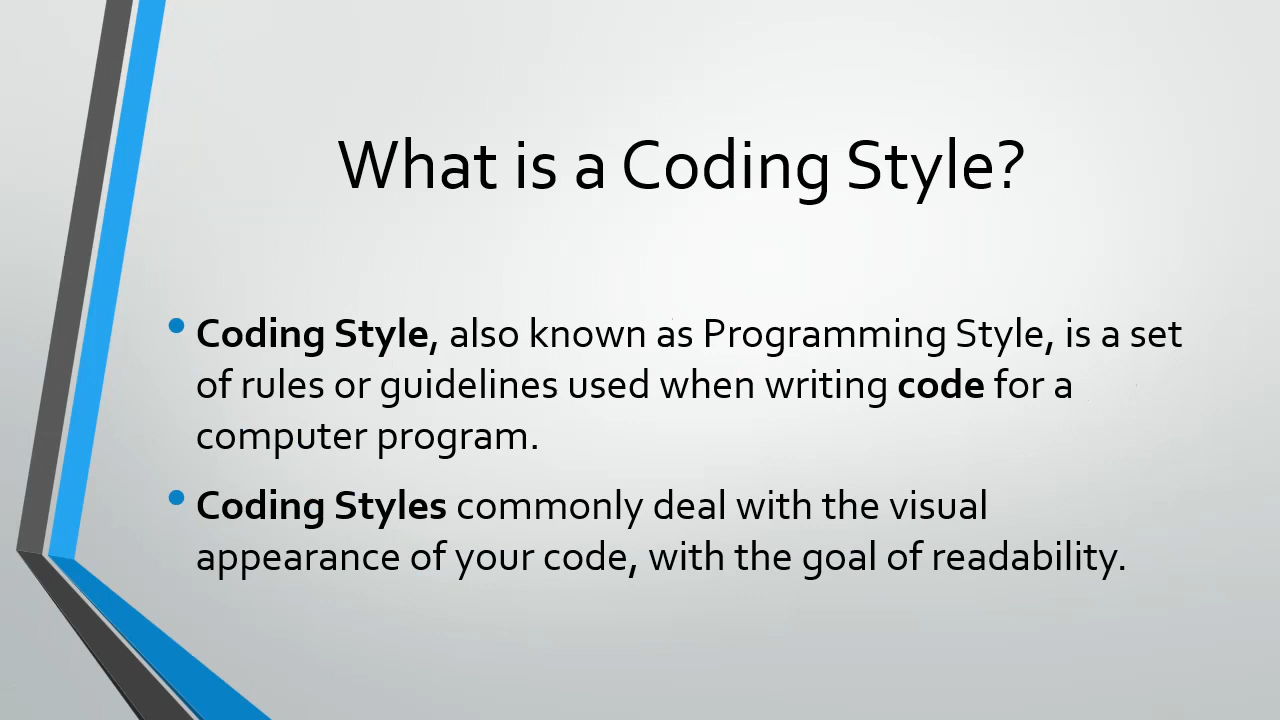 What is a Coding Style?
Coding Style, also known as Programming Style, is a set
of rules or guidelines used when writing code for a
computer program.
Coding Styles commonly deal with the visual
appearance of your code, with the goal of readability.